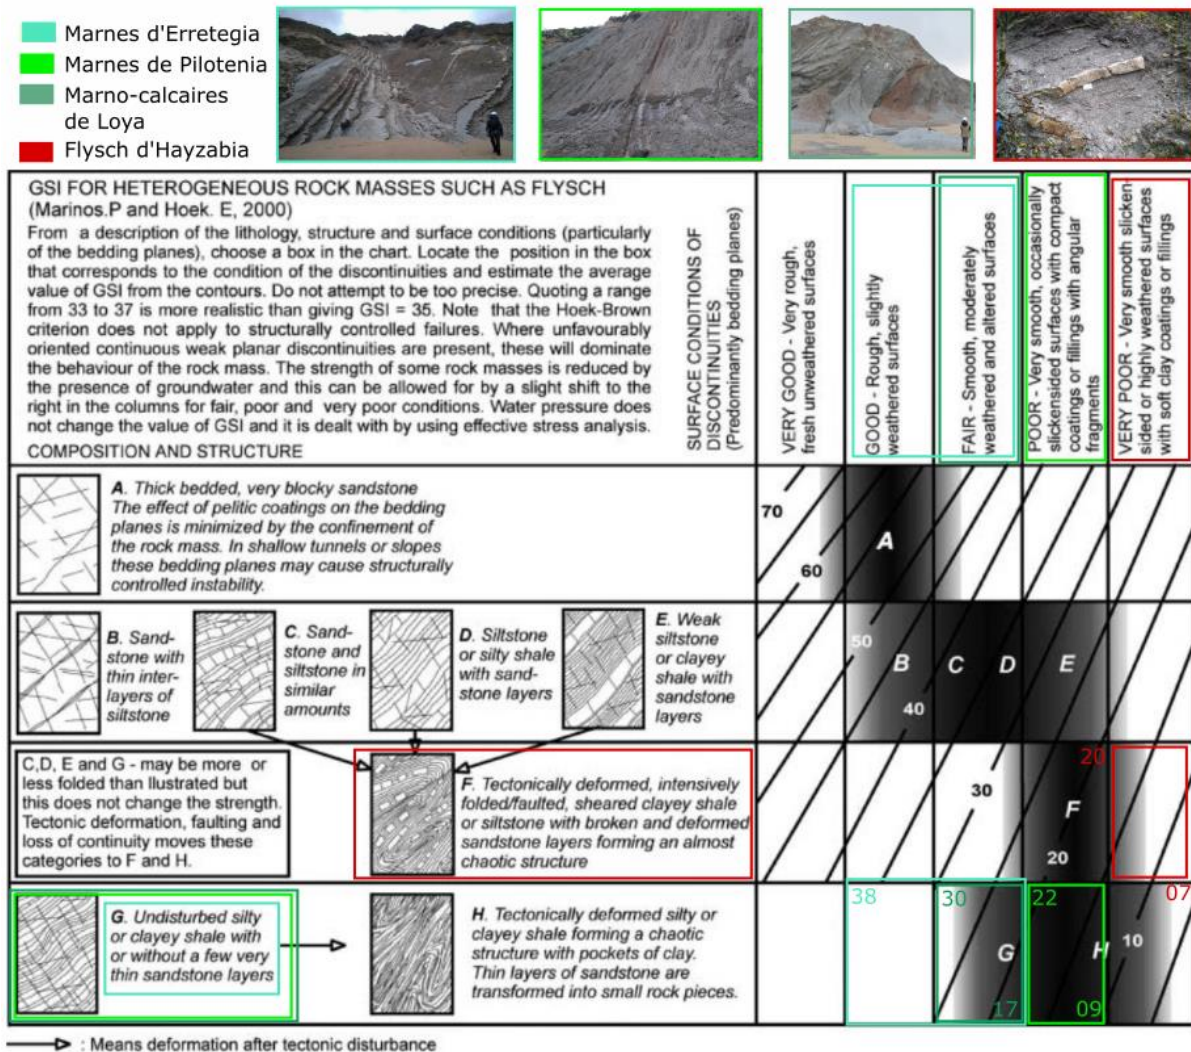 Marnes d'Erretegia
Marnes de Pilotenia
Marno-calcaires
de Loya
Flysch d'Hayzabia
GSI FOR HETEROGENEOUS ROCK MASSES SUCH AS FLYSCH
(Marinos.P and Hoek. E, 2000)
From a description of the lithology, structure and surface conditions (particularly
of the bedding planes), choose a box in the chart. Locate the position in the box
that corresponds to the condition of the discontinuities and estimate the average
value of GSI from the contours. Do not attempt to be too precise. Quoting a range
from 33 to 37 is more realistic than giving GSI = 35. Note that the Hoek-Brown
criterion does not apply to structurally controlled failures. Where unfavourably
oriented continuous weak planar discontinuities are present, these will dominate
the behaviour of the rock mass. The strength of some rock masses is reduced by
the presence of groundwater and this can be allowed for by a slight shift to the
right in the columns for fair, poor and very poor conditions. Water pressure does
not change the value of GSI and it is dealt with by using effective stress analysis.
COMPOSITION AND STRUCTURE
SURFACE CONDITIONS OF
DISCONTINUITIES
(Predominantly bedding planes)
VERY GOOD - Very rough,
fresh unweathered surfaces
GOOD - Rough, slightly
weathered surfaces
FAIR - Smooth, moderately
weathered and altered surfaces
POOR - Very smooth, occasionally
slickensided surfaces with compact
coatings or fillings with angular
fragments
VERY POOR - Very smooth slicken-
sided or highly weathered surfaces
with soft clay coatings or fillings
A. Thick bedded, very blocky sandstone
The effect of pelitic coatings on the bedding
planes is minimized by the confinement of
the rock mass. In shallow tunnels or slopes
these bedding planes may cause structurally
controlled instability.
70
60
A
B. Sand-
stone with
thin inter-
layers of
siltstone
C. Sand-
stone and
siltstone in
similar
amounts
D. Siltstone
or silty shale
with sand-
stone layers
E. Weak
siltstone
or clayey
shale with
sandstone
layers
50
B
C
D
E
40
C,D, E and G - may be more or
less folded than llustrated but
this does not change the strength.
Tectonic deformation, faulting and
loss of continuity moves these
categories to F and H.
F. Tectonically deformed, intensively
folded/faulted, sheared clayey shale
or siltstone with broken and deformed
sandstone layers forming an almost
chaotic structure
20
30
F
20
07
G. Undisturbed silty
or clayey shale with
or without a few very
thin sandstone layers
H. Tectonically deformed silty or
clayey shale forming a chaotic
structure with pockets of clay.
Thin layers of sandstone are
transformed into small rock pieces.
38
30
22
G
H
10
17
09
: Means deformation after tectonic disturbance